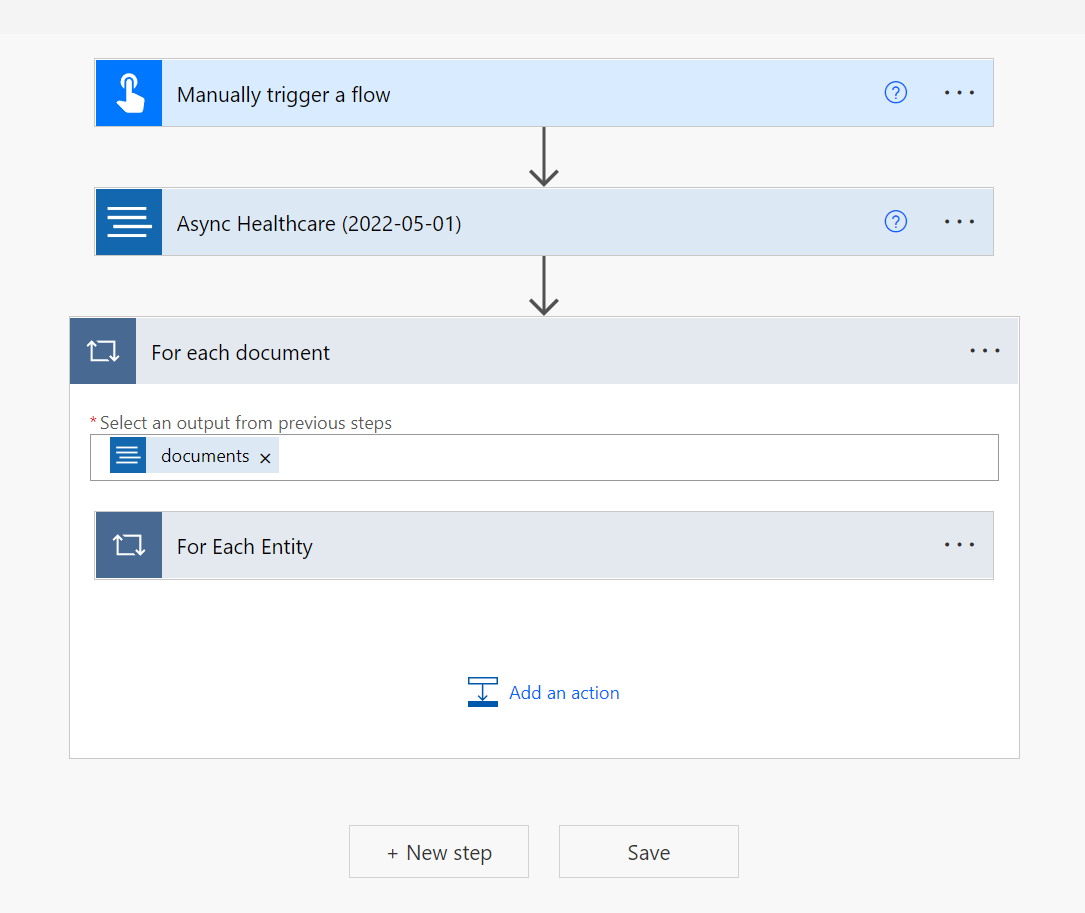 Manually trigger a flow
?
Async Healthcare (2022-05-01)
?
For each document
* Select an output from previous steps
documents ×
For Each Entity
Add an action
+ New step
Save